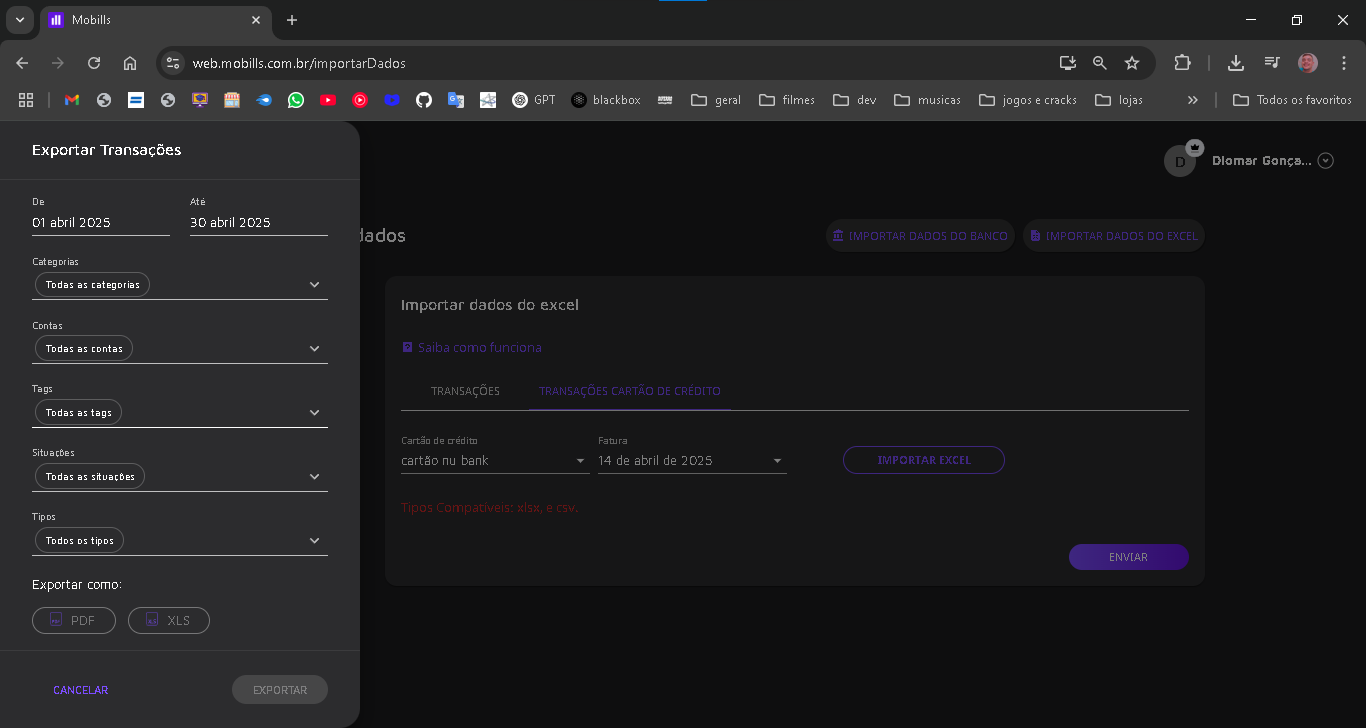 Mobills
web.mobills.com.br/importarDados
GPT
blackbox
geral
filmes
dev
musicas
jogos e cracks
lojas
Todos os favoritos
Exportar Transações
De
01 abril 2025
Até
30 abril 2025
Categorias
Todas as categorias
Contas
Todas as contas
Tags
Todas as tags
Situações
Todas as situações
Tipos
Todos os tipos
Exportar como:
PDF
XLS
CANCELAR
EXPORTAR
D
Diomar Gonça...
dados
IMPORTAR DADOS DO BANCO
IMPORTAR DADOS DO EXCEL
Importar dados do excel
Saiba como funciona
TRANSAÇÕES
TRANSAÇÕES CARTÃO DE CRÉDITO
Cartão de crédito
cartão nu bank
Fatura
14 de abril de 2025
IMPORTAR EXCEL
Tipos Compatíveis: xlsx, e csv.
ENVIAR